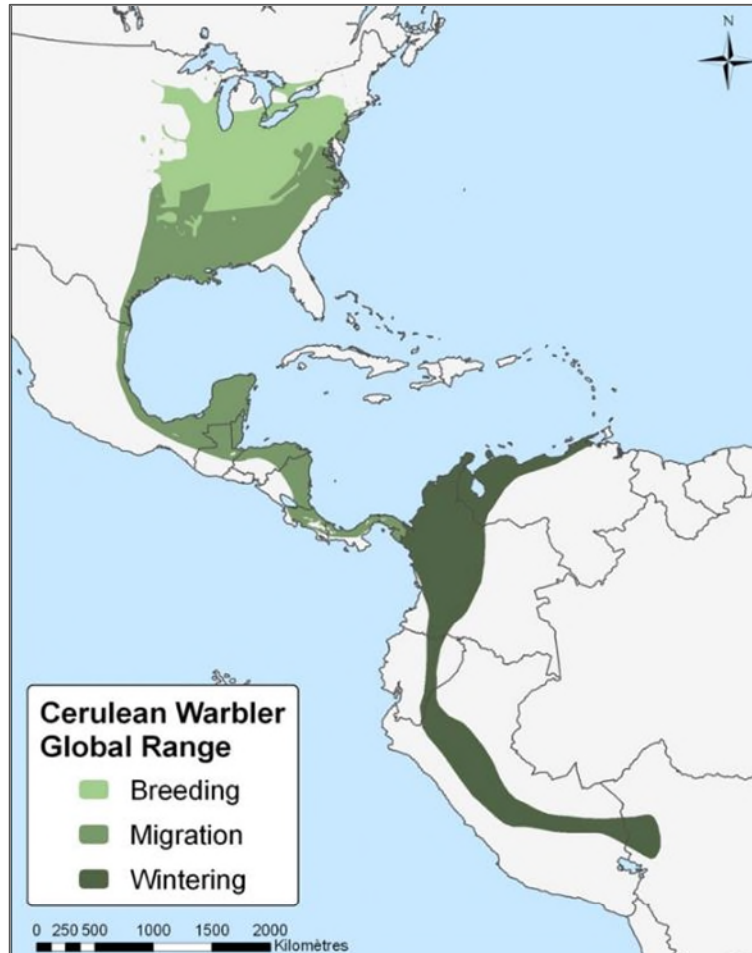 N
Cerulean Warbler
Global Range
Breeding
Migration
Wintering
0 250 500 1000 1500 2000
Kilomètres